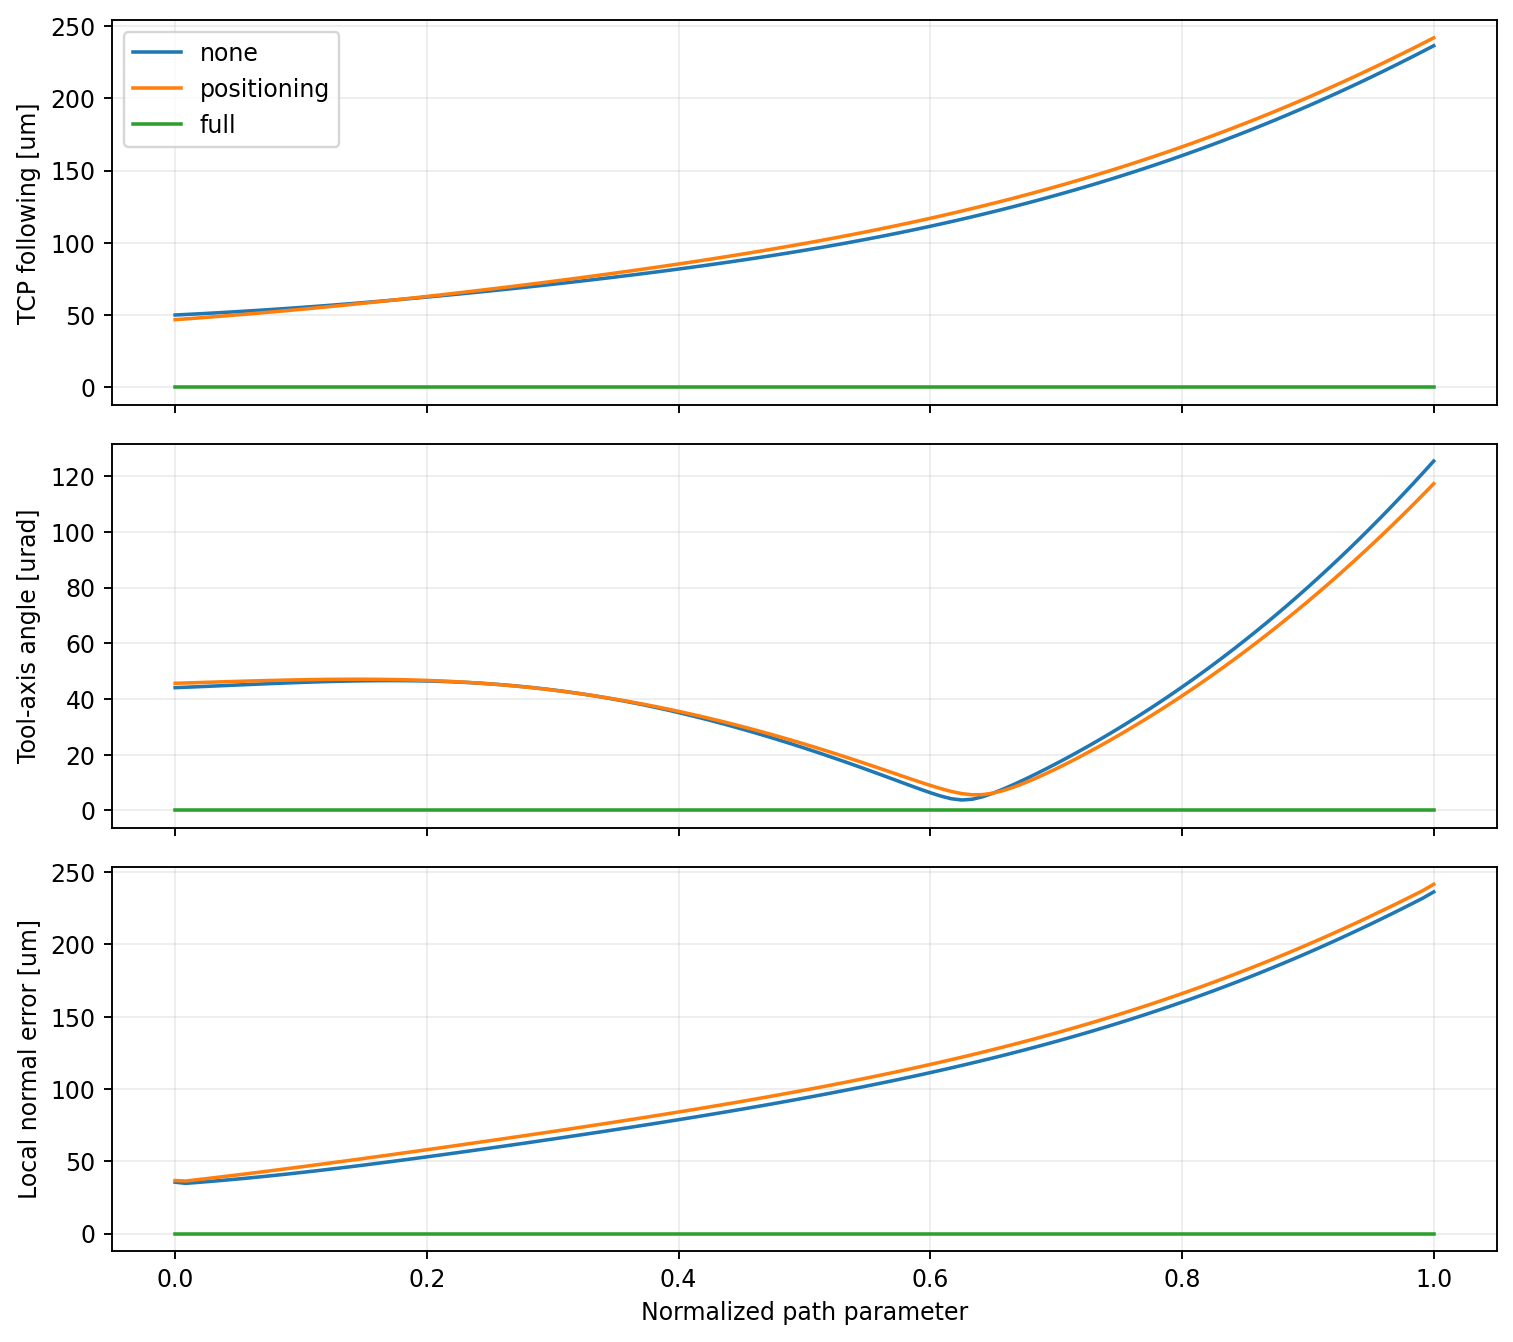 250
200
150
100
50
0
TCP following [um]
none
positioning
full
120
100
80
60
40
20
0
Tool-axis angle [urad]
250
200
150
100
50
0
Local normal error [um]
0.0 0.2 0.4 0.6 0.8 1.0
Normalized path parameter